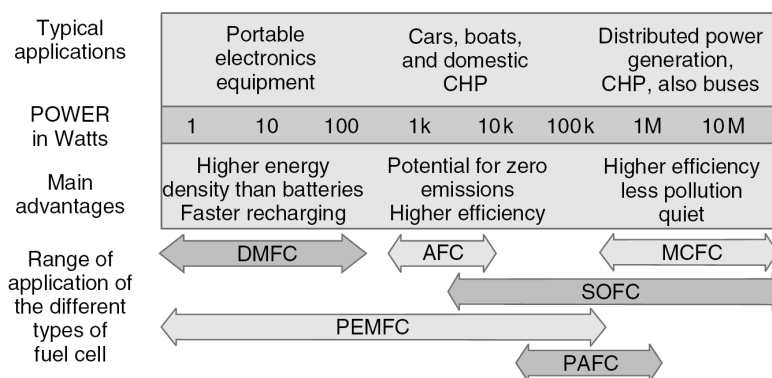 Typical
applications
Portable
electronics
equipment
Cars, boats,
and domestic
CHP
Distributed power
generation,
CHP, also buses
POWER
in Watts
1 10 100 1k 10k 100k 1M 10M
Main
advantages
Higher energy
density than batteries
Faster recharging
Potential for zero
emissions
Higher efficiency
Higher efficiency
less pollution
quiet
Range of
application of
the different
types of
fuel cell
DMFC AFC MCFC
SOFC
PEMFC
PAFC